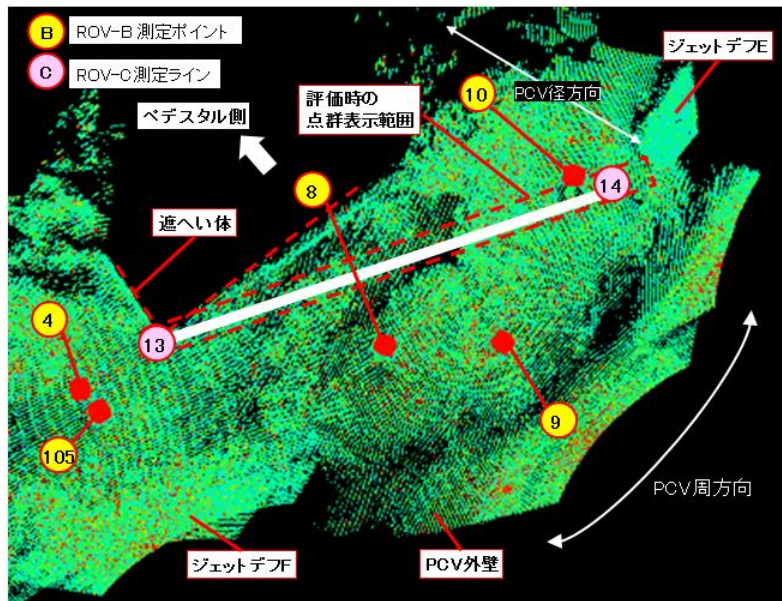 B ROV-B 測定ポイント
C ROV-C測定ライン
ジェットデフE
PCV径方向
評価時の
点群表示範囲
ペデスタル側
10
14
8
遮へい体
4
13
105
9
PCV周方向
ジェットデフF
PCV外壁